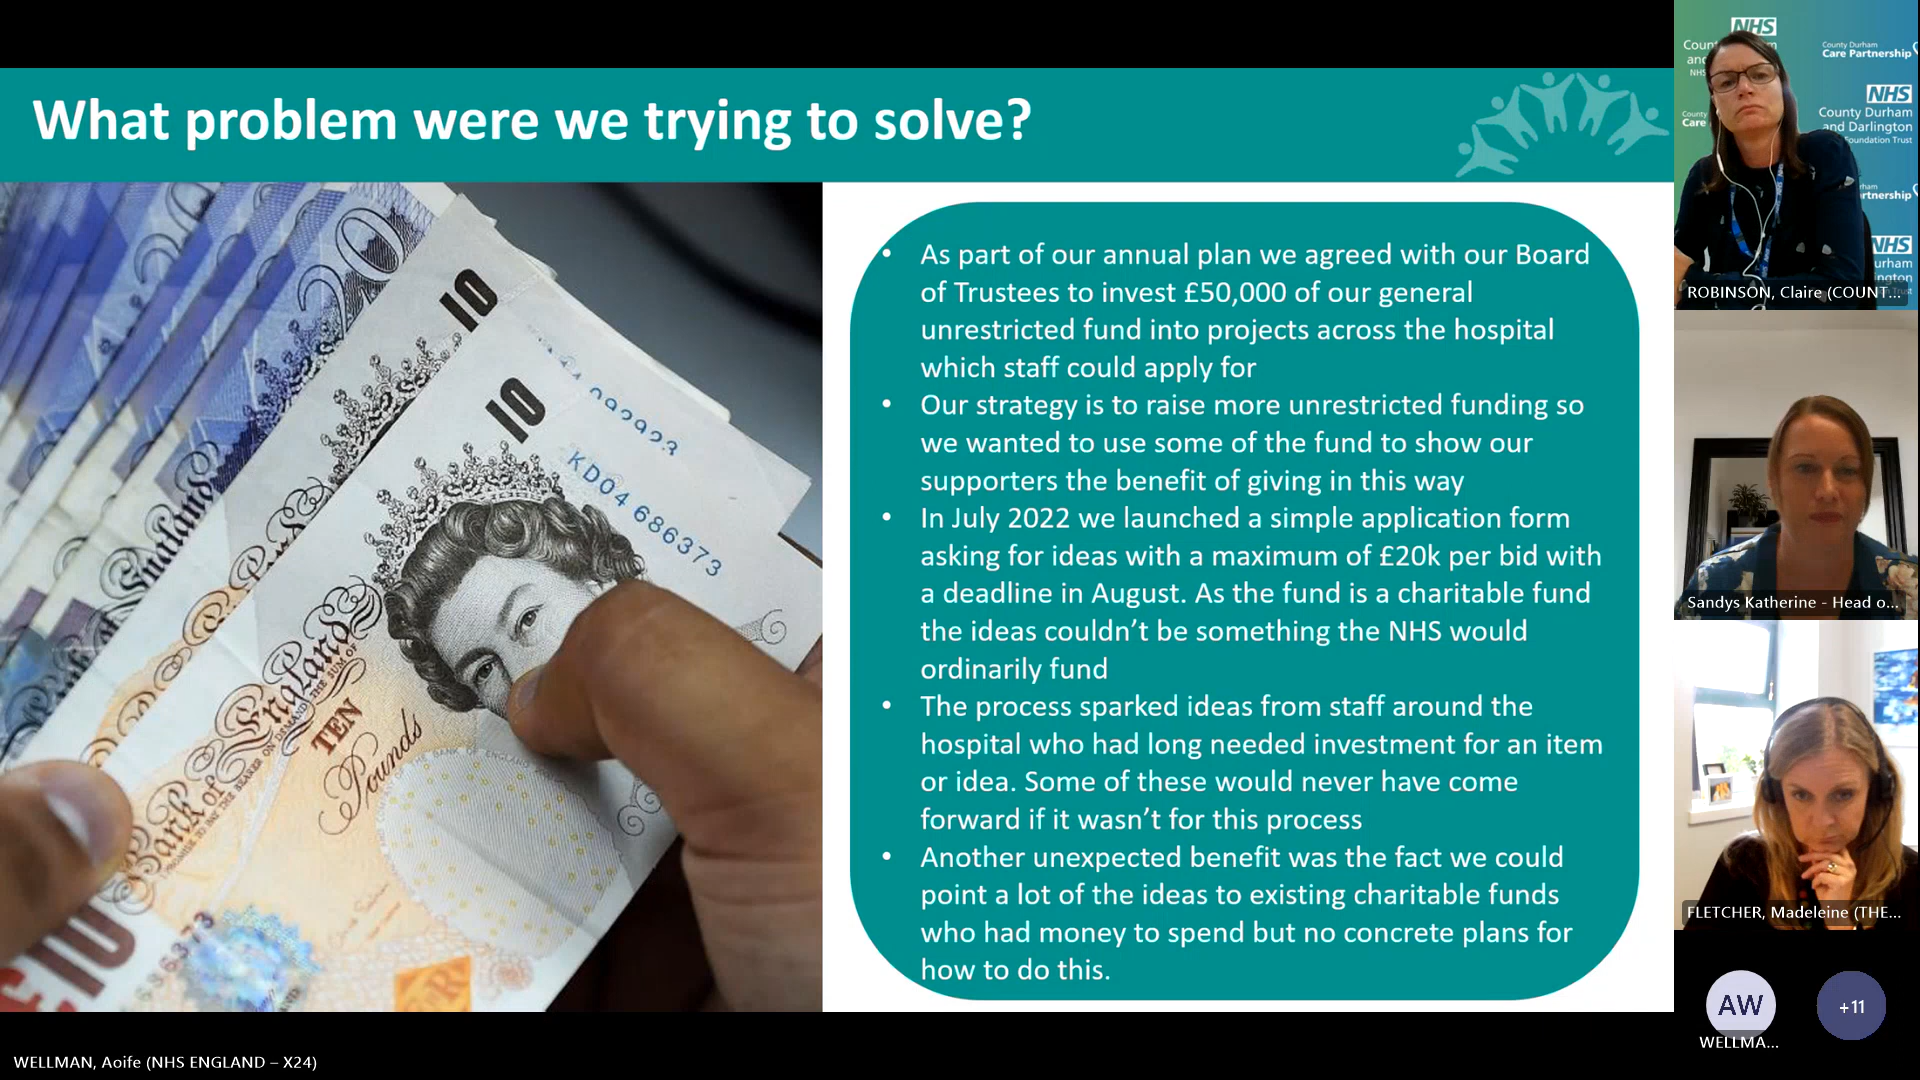 What problem were we trying to solve?
• As part of our annual plan we agreed with our Board
of Trustees to invest £50,000 of our general
unrestricted fund into projects across the hospital
which staff could apply for
• Our strategy is to raise more unrestricted funding so
we wanted to use some of the fund to show our
supporters the benefit of giving in this way
• In July 2022 we launched a simple application form
asking for ideas with a maximum of £20k per bid with
a deadline in August. As the fund is a charitable fund
the ideas couldn’t be something the NHS would
ordinarily fund
• The process sparked ideas from staff around the
hospital who had long needed investment for an item
or idea. Some of these would never have come
forward if it wasn’t for this process
• Another unexpected benefit was the fact we could
point a lot of the ideas to existing charitable funds
who had money to spend but no concrete plans for
how to do this.
20
10
10
KD04 686373
Bank of England
TEN
Pounds
£10
NHS
County Durham
Care Partnership
NHS
County Durham
and Darlington
Foundation Trust
NHS
ROBINSON, Claire (COUNT...
Sandys Katherine - Head o...
FLETCHER, Madeleine (THE...
AW
+11
WELLMA...
WELLMAN, Aoife (NHS ENGLAND – X24)